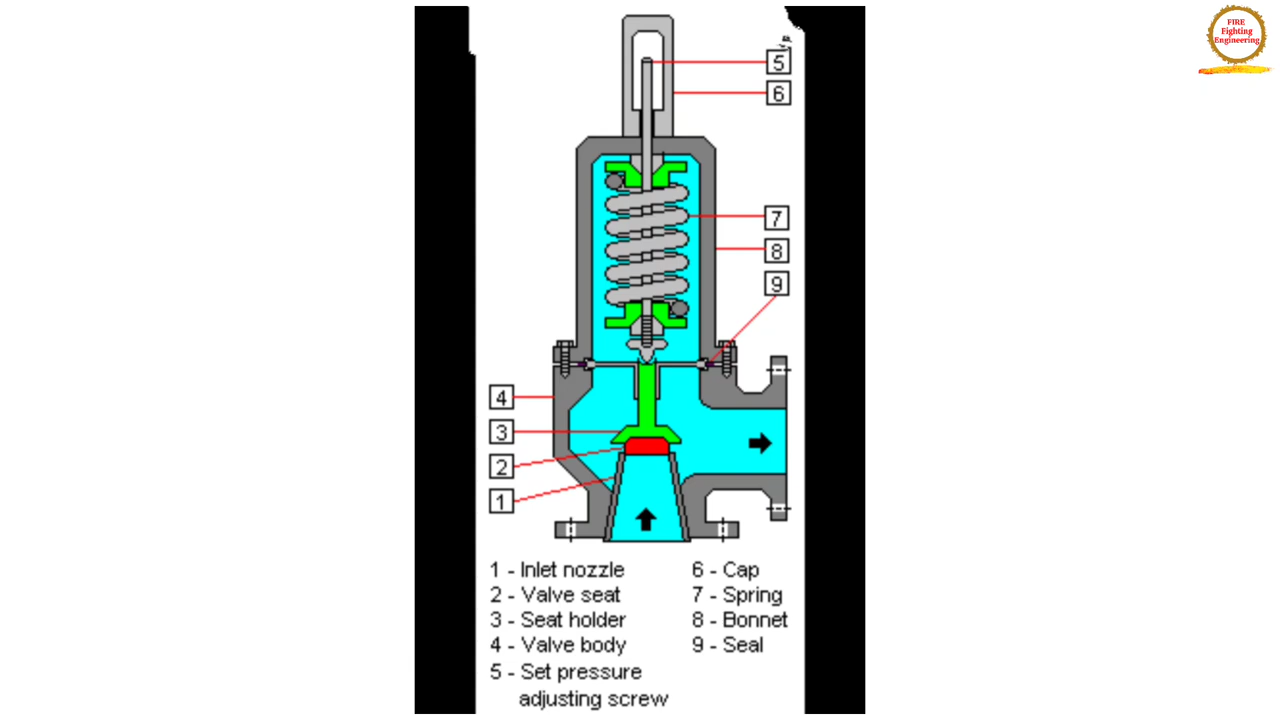 FIRE
Fighting
Engineering
5
6
7
8
9
4
3
2
1
1 - Inlet nozzle
2 - Valve seat
3 - Seat holder
4 - Valve body
5 - Set pressure
adjusting screw
6 - Cap
7 - Spring
8 - Bonnet
9 - Seal